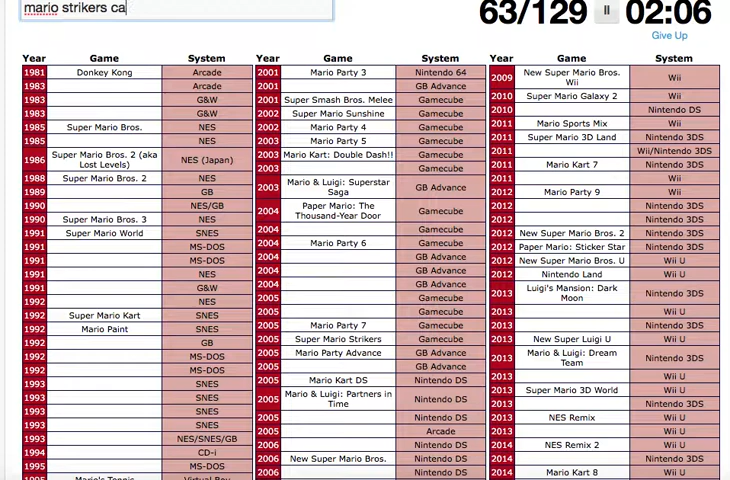 mario strikers ca
63/129
II
02:06
Give Up
Year Game System
1981 Donkey Kong Arcade
1983 Arcade
1983 G&W
1983 G&W
1985 Super Mario Bros. NES
1986 Super Mario Bros. 2 (aka Lost Levels) NES (Japan)
1988 Super Mario Bros. 2 NES
1989 GB
1990 NES/GB
1990 Super Mario Bros. 3 NES
1991 Super Mario World SNES
1991 MS-DOS
1991 MS-DOS
1991 NES
1991 G&W
1992 NES
1992 Super Mario Kart SNES
1992 Mario Paint SNES
1992 GB
1992 MS-DOS
1992 MS-DOS
1993 SNES
1993 SNES
1993 SNES
1993 SNES
1993 NES/SNES/GB
1994 CD-i
1995 MS-DOS
1995 Mario's Tennis Virtual Boy
Year Game System
2001 Mario Party 3 Nintendo 64
2001 GB Advance
2001 Super Smash Bros. Melee Gamecube
2002 Super Mario Sunshine Gamecube
2002 Mario Party 4 Gamecube
2003 Mario Party 5 Gamecube
2003 Mario Kart: Double Dash!! Gamecube
2003 Mario & Luigi: Superstar Saga GB Advance
2004 Paper Mario: The Thousand-Year Door Gamecube
2004 Gamecube
2004 Mario Party 6 Gamecube
2004 GB Advance
2004 GB Advance
2004 GB Advance
2005 Gamecube
2005 Gamecube
2005 Mario Party 7 Gamecube
2005 Super Mario Strikers Gamecube
2005 Mario Party Advance GB Advance
2005 GB Advance
2005 Mario Kart DS Nintendo DS
2005 Mario & Luigi: Partners in Time Nintendo DS
2005 Nintendo DS
2005 Arcade
2006 Nintendo DS
2006 New Super Mario Bros. Nintendo DS
2006 Nintendo DS
Year Game System
2009 New Super Mario Bros. Wii Wii
2010 Super Mario Galaxy 2 Wii
2010 Nintendo DS
2011 Mario Sports Mix Wii
2011 Super Mario 3D Land Nintendo 3DS
2011 Wii/Nintendo 3DS
2011 Mario Kart 7 Nintendo 3DS
2011 Wii
2012 Mario Party 9 Wii
2012 Nintendo 3DS
2012 Nintendo 3DS
2012 New Super Mario Bros. 2 Nintendo 3DS
2012 Paper Mario: Sticker Star Nintendo 3DS
2012 New Super Mario Bros. U Wii U
2012 Nintendo Land Wii U
2013 Luigi's Mansion: Dark Moon Nintendo 3DS
2013 Wii U
2013 Nintendo 3DS
2013 New Super Luigi U Wii U
2013 Mario & Luigi: Dream Team Nintendo 3DS
2013 Wii U
2013 Super Mario 3D World Wii U
2013 Nintendo 3DS
2013 NES Remix Wii U
2013 Wii U
2014 NES Remix 2 Wii U
2014 Nintendo 3DS
2014 Mario Kart 8 Wii U